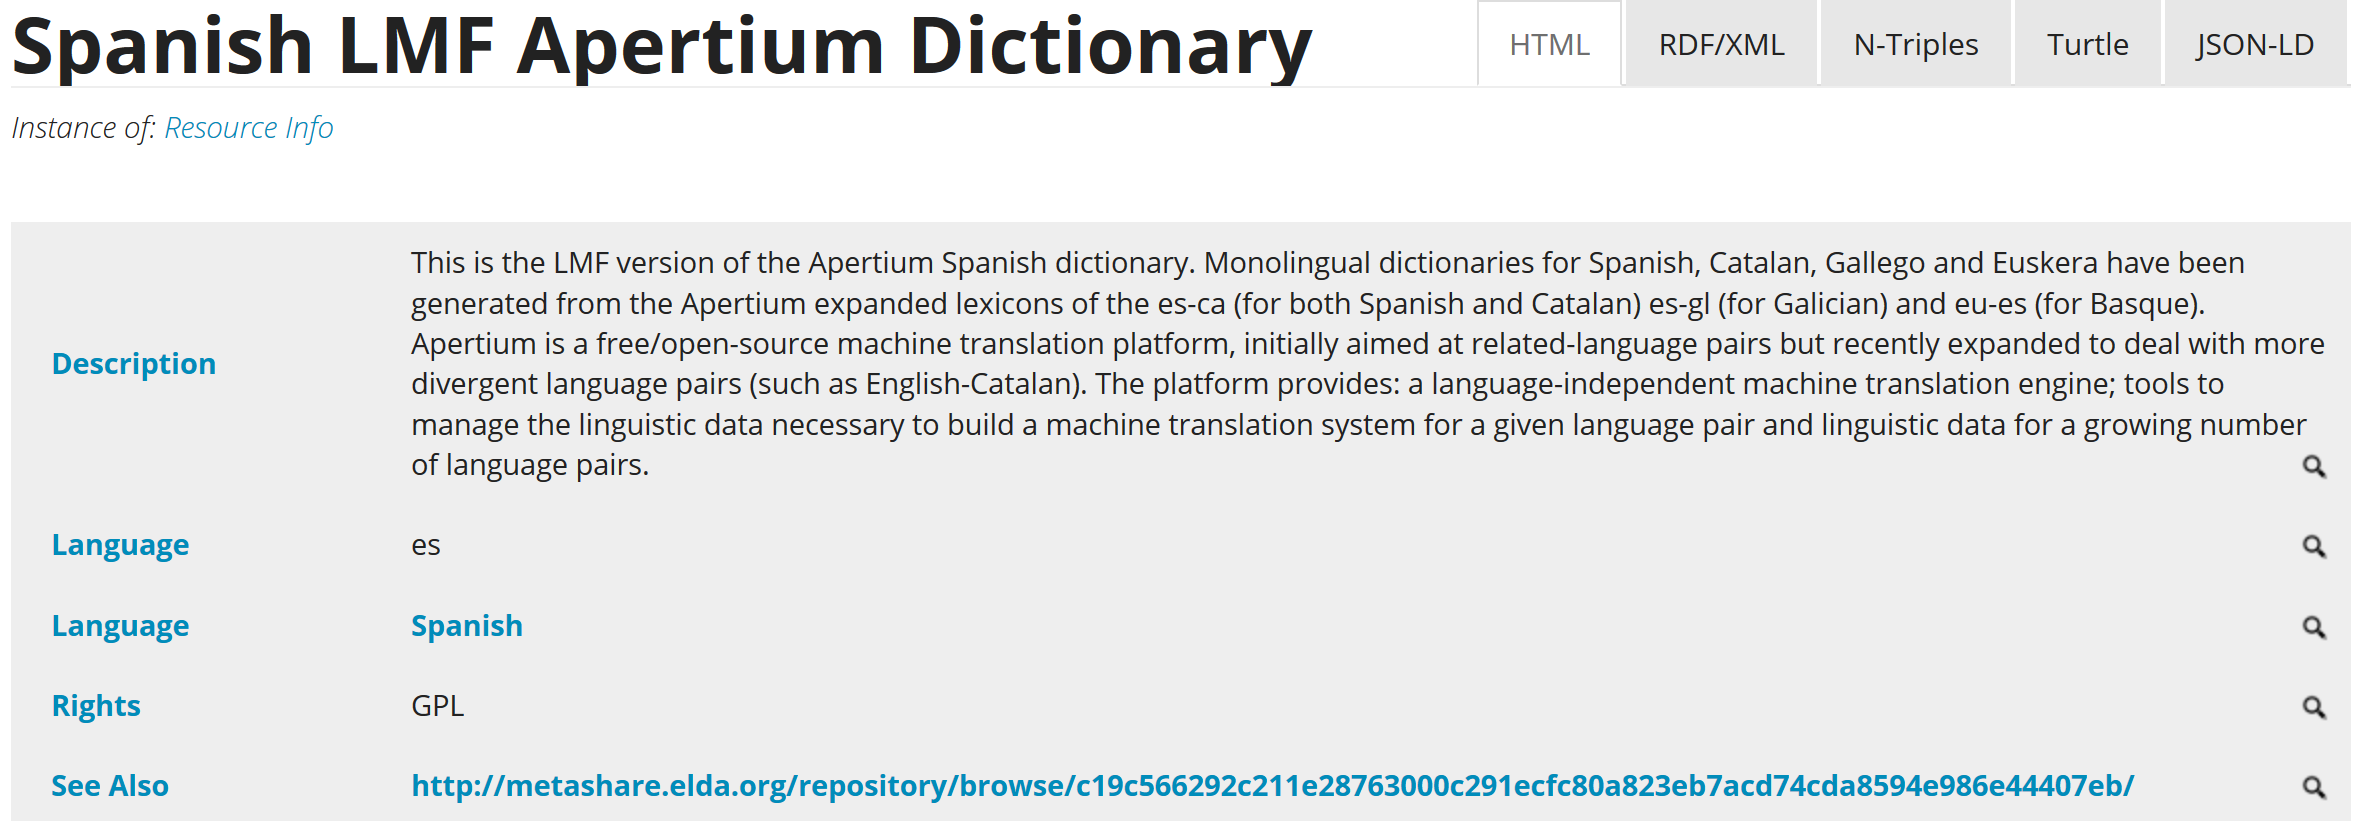 Spanish LMF Apertium Dictionary
HTML
RDF/XML
N-Triples
Turtle
JSON-LD
Instance of: Resource Info
Description
This is the LMF version of the Apertium Spanish dictionary. Monolingual dictionaries for Spanish, Catalan, Gallego and Euskera have been
generated from the Apertium expanded lexicons of the es-ca (for both Spanish and Catalan) es-gl (for Galician) and eu-es (for Basque).
Apertium is a free/open-source machine translation platform, initially aimed at related-language pairs but recently expanded to deal with more
divergent language pairs (such as English-Catalan). The platform provides: a language-independent machine translation engine; tools to
manage the linguistic data necessary to build a machine translation system for a given language pair and linguistic data for a growing number
of language pairs.
Language
es
Language
Spanish
Rights
GPL
See Also
http://metashare.elda.org/repository/browse/c19c566292c211e28763000c291ecfc80a823eb7acd74cda8594e986e44407eb/